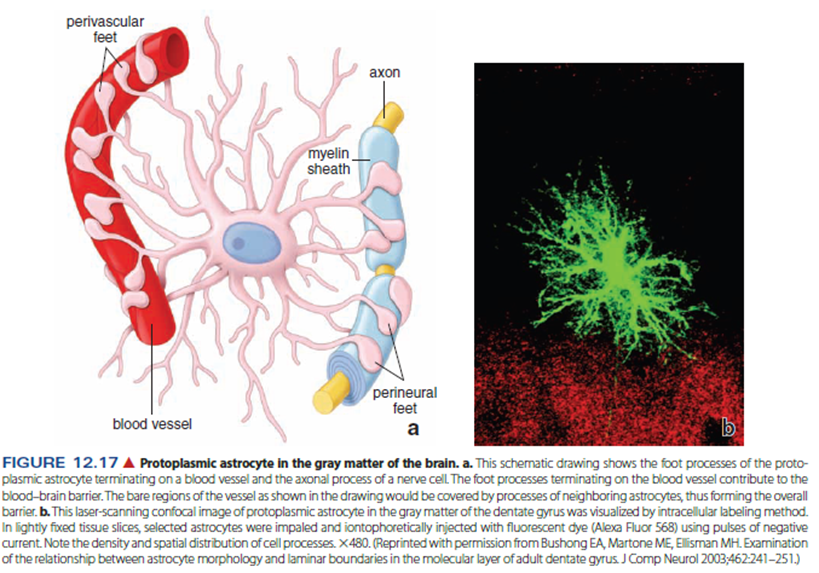 perivascular
feet
axon
myelin
sheath
perineural
feet
blood vessel
a
b
FIGURE 12.17 ▲ Protoplasmic astrocyte in the gray matter of the brain. a. This schematic drawing shows the foot processes of the proto-
plasmic astrocyte terminating on a blood vessel and the axonal process of a nerve cell. The foot processes terminating on the blood vessel contribute to the
blood–brain barrier. The bare regions of the vessel as shown in the drawing would be covered by processes of neighboring astrocytes, thus forming the overall
barrier. b. This laser-scanning confocal image of protoplasmic astrocyte in the gray matter of the dentate gyrus was visualized by intracellular labeling method.
In lightly fixed tissue slices, selected astrocytes were impaled and iontophoretically injected with fluorescent dye (Alexa Fluor 568) using pulses of negative
current. Note the density and spatial distribution of cell processes. ×480. (Reprinted with permission from Bushong EA, Martone ME, Ellisman MH. Examination
of the relationship between astrocyte morphology and laminar boundaries in the molecular layer of adult dentate gyrus. J Comp Neurol 2003;462:241–251.)